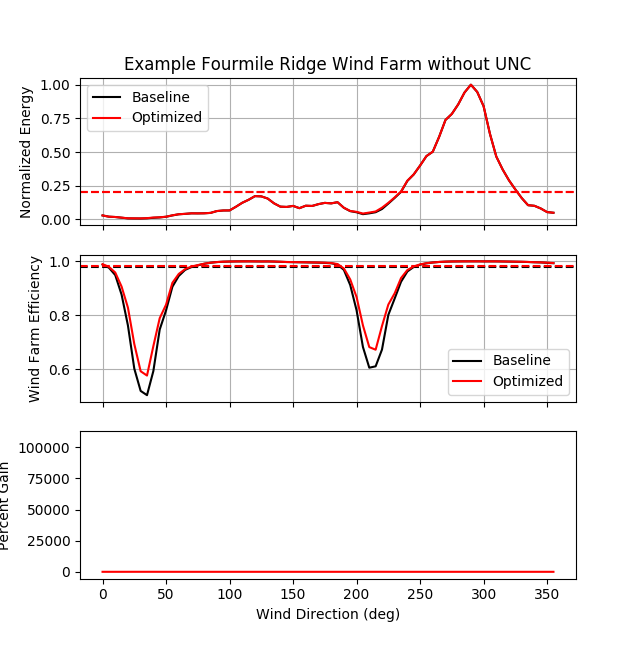 Example Fourmile Ridge Wind Farm without UNC
Normalized Energy
1.00
0.75
0.50
0.25
0.00
Baseline
Optimized
Wind Farm Efficiency
1.0
0.8
0.6
Baseline
Optimized
Percent Gain
100000
75000
50000
25000
0
0 50 100 150 200 250 300 350
Wind Direction (deg)